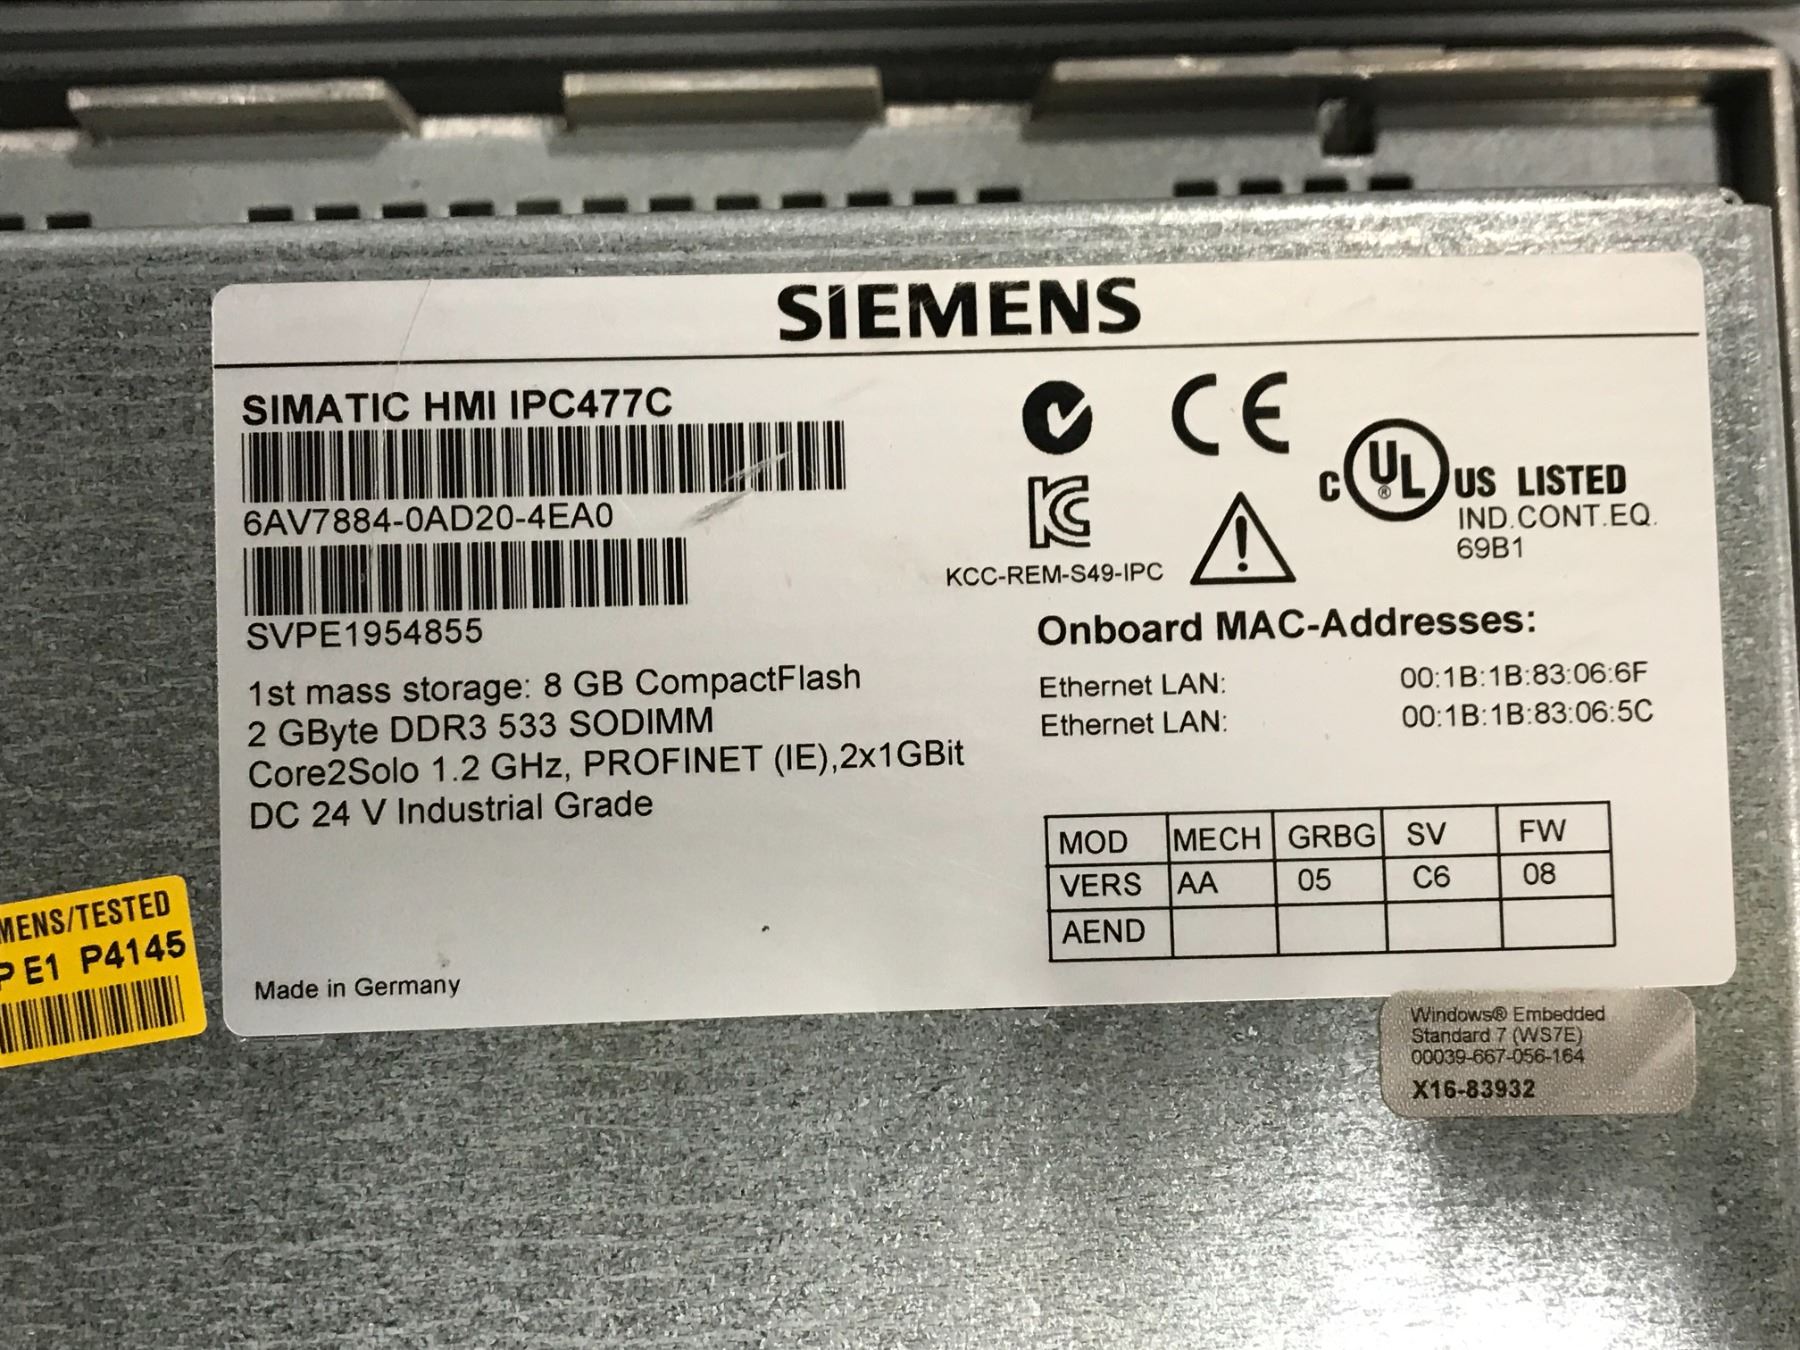 SIEMENS
SIMATIC HMI IPC477C
6AV7884-0AD20-4EA0
SVPE1954855
1st mass storage: 8 GB CompactFlash
2 GByte DDR3 533 SODIMM
Core2Solo 1.2 GHz, PROFINET (IE),2x1GBit
DC 24 V Industrial Grade
Made in Germany
CE
C UL® US LISTED
IND.CONT.EQ.
69B1
KCC-REM-S49-IPC
Onboard MAC-Addresses:
Ethernet LAN: 00:1B:1B:83:06:6F
Ethernet LAN: 00:1B:1B:83:06:5C
MOD MECH GRBG SV FW
VERS AA 05 C6 08
AEND
MENS/TESTED
P E1 P4145
Windows® Embedded
Standard 7 (WS7E)
00039-667-056-164
X16-83932